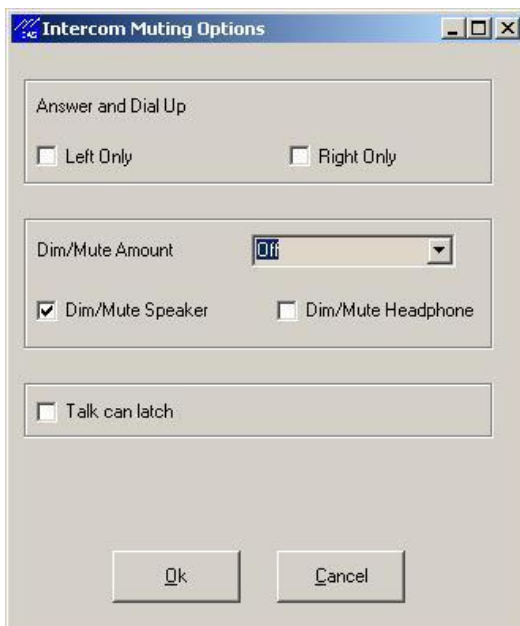 Intercom Muting Options
Answer and Dial Up
Left Only Right Only
Dim/Mute Amount Off
Dim/Mute Speaker Dim/Mute Headphone
Talk can latch
Ok Cancel